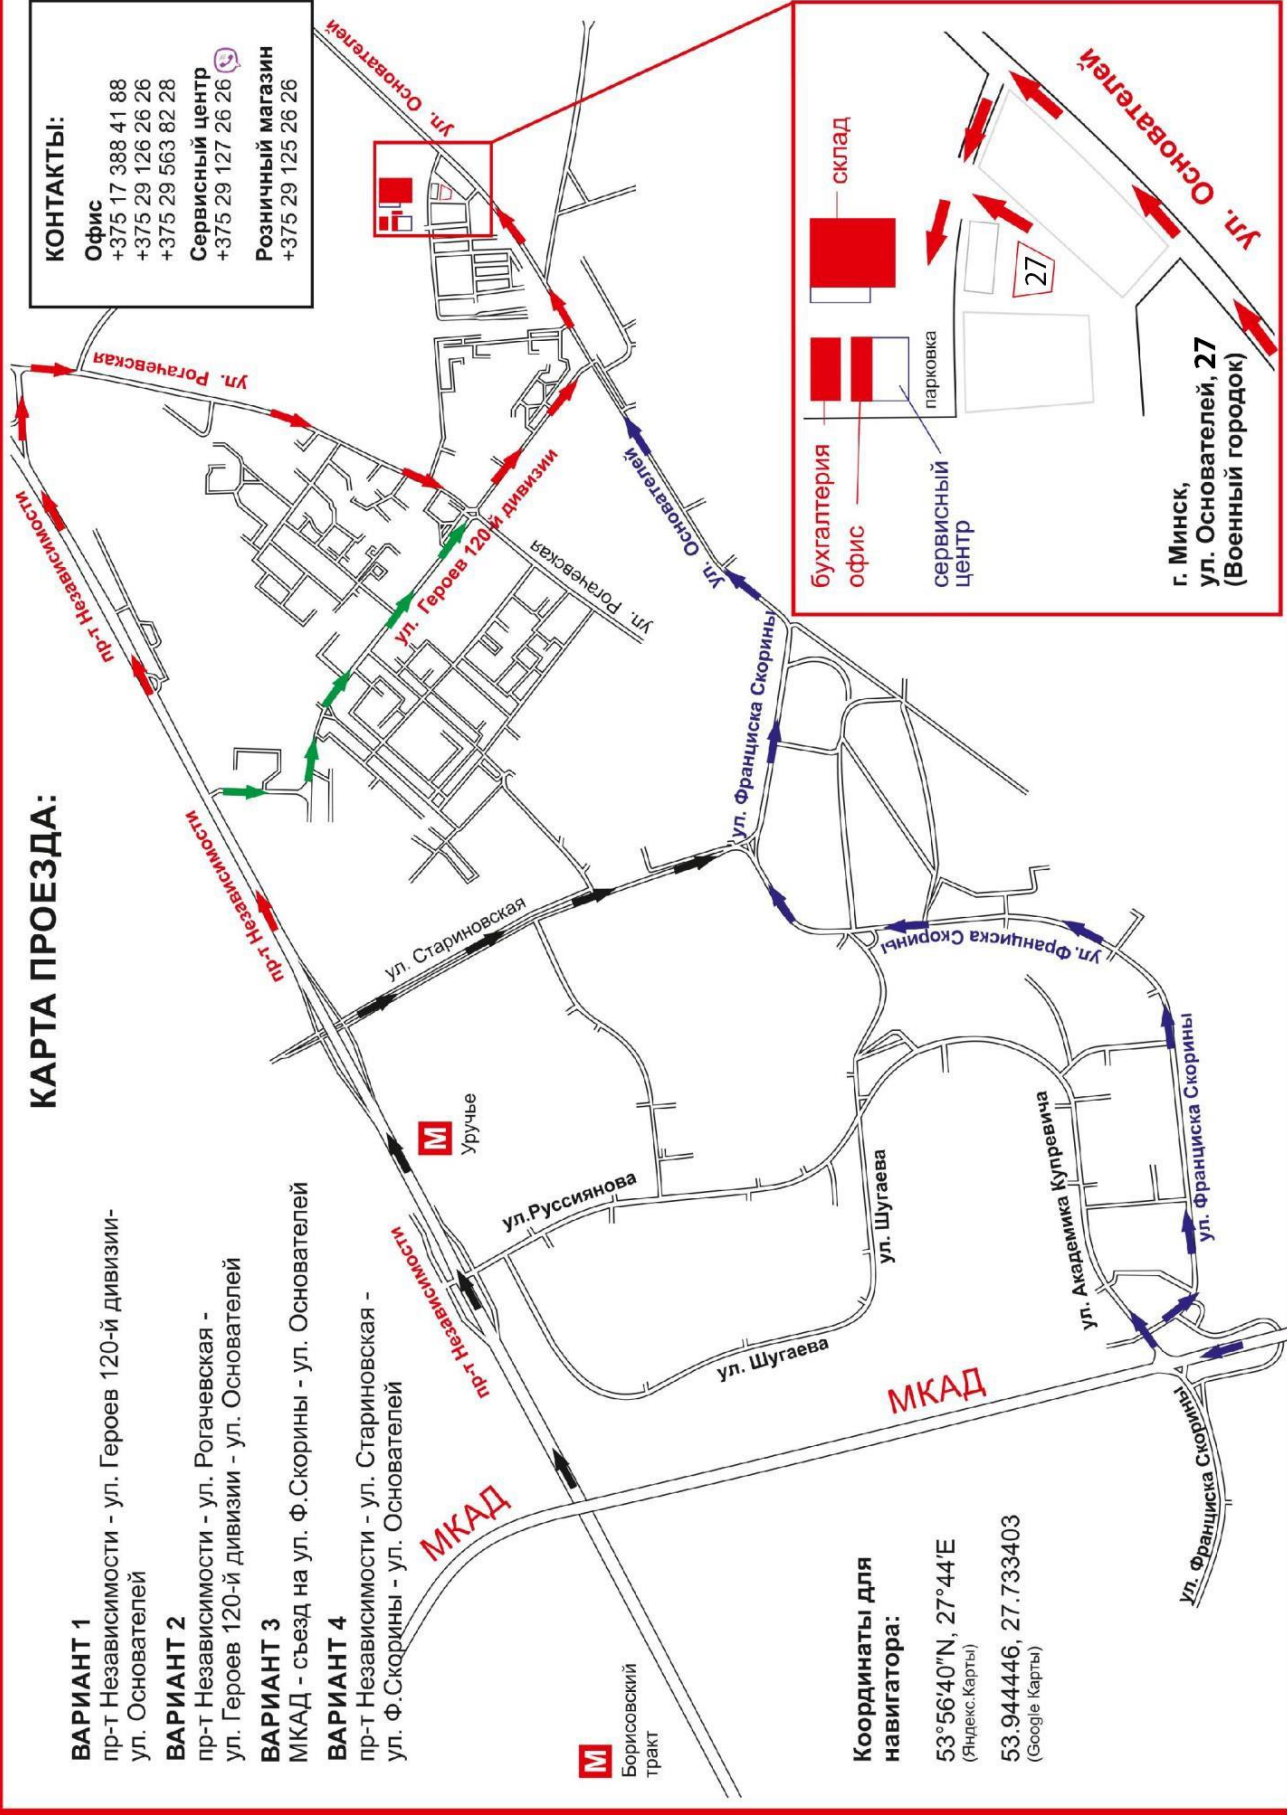 КАРТА ПРОЕЗДА:
ВАРИАНТ 1
пр-т Независимости - ул. Героев 120-й дивизии-
ул. Основателей
ВАРИАНТ 2
пр-т Независимости - ул. Рогачевская -
ул. Героев 120-й дивизии - ул. Основателей
ВАРИАНТ 3
МКАД - съезд на ул. Ф.Скорины - ул. Основателей
ВАРИАНТ 4
пр-т Независимости - ул. Стариновская -
ул. Ф.Скорины - ул. Основателей
КОНТАКТЫ:
Офис
+375 17 388 41 88
+375 29 126 26 26
+375 29 563 82 28
Сервисный центр
+375 29 127 26 26
Розничный магазин
+375 29 125 26 26
пр-т Независимости
пр-т Независимости
пр-т Независимости
ул. Рогачевская
ул. Основателей
ул. Героев 120-й дивизии
ул. Рогачевская
ул. Стариновская
М
Уручье
ул.Руссиянова
ул. Шугаева
ул. Шугаева
МКАД
МКАД
М
Борисовский
тракт
ул. Основателей
ул. Франциска Скорины
ул. Франциска Скорины
ул. Франциска Скорины
ул. Академика Купревича
ул. Франциска Скорины
Координаты для
навигатора:
53°56'40"N, 27°44'E
(Яндекс.Карты)
53.944446, 27.733403
(Google Карты)
бухгалтерия
офис
склад
парковка
сервисный
центр
27
ул. Основателей
г. Минск,
ул. Основателей, 27
(Военный городок)